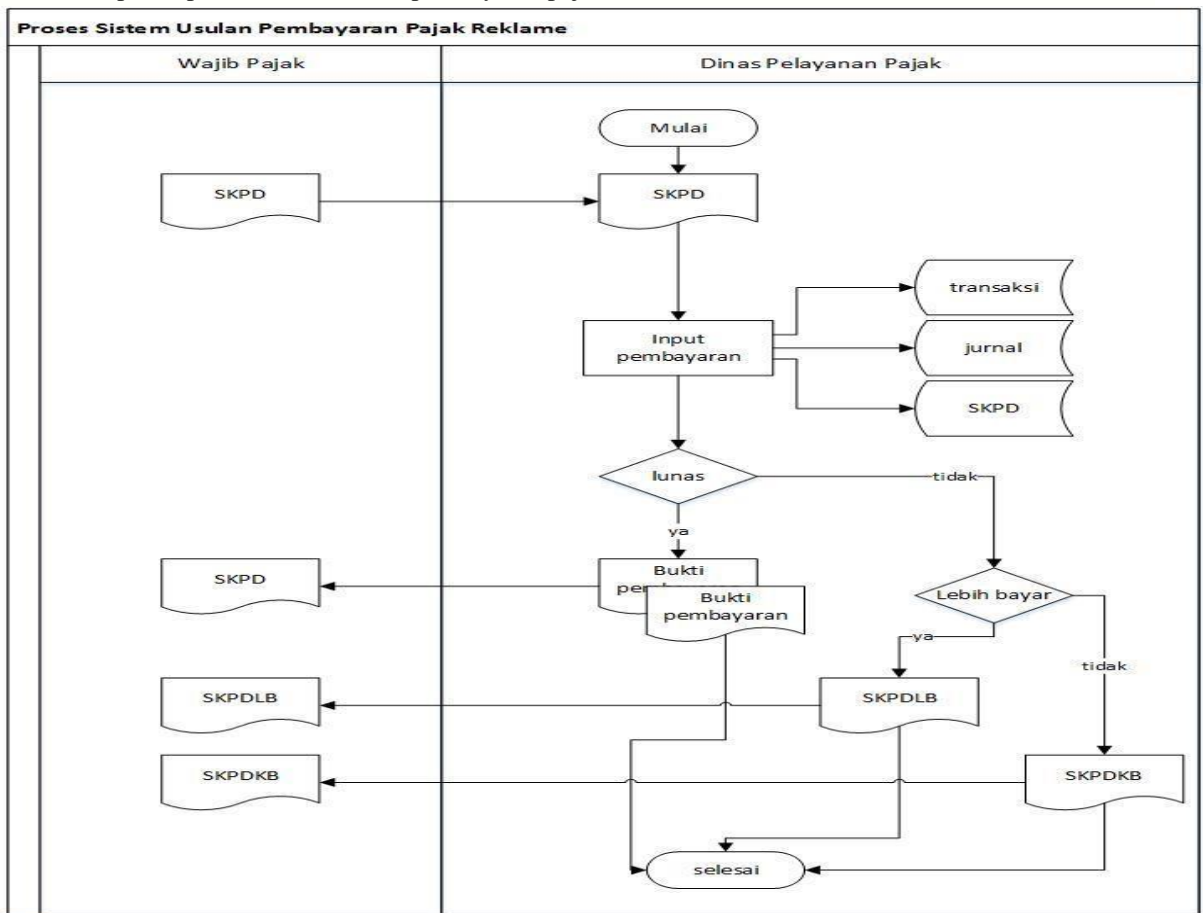 Proses Sistem Usulan Pembayaran Pajak Reklame
Wajib Pajak
Dinas Pelayanan Pajak
Mulai
SKPD
SKPD
transaksi
Input
pembayaran
jurnal
SKPD
lunas
tidak
ya
SKPD
Bukti
Bukti
pembayaran
Lebih bayar
ya
tidak
SKPDLB
SKPDLB
SKPDKB
SKPDKB
selesai